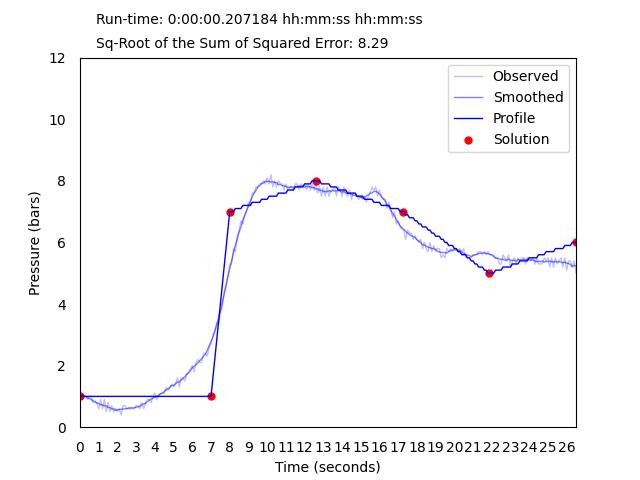 Run-time: 0:00:00.207184 hh:mm:ss hh:mm:ss
Sq-Root of the Sum of Squared Error: 8.29
12
10
8
6
4
2
0
Pressure (bars)
Observed
Smoothed
Profile
Solution
0 1 2 3 4 5 6 7 8 9 10 11 12 13 14 15 16 17 18 19 20 21 22 23 24 25 26
Time (seconds)